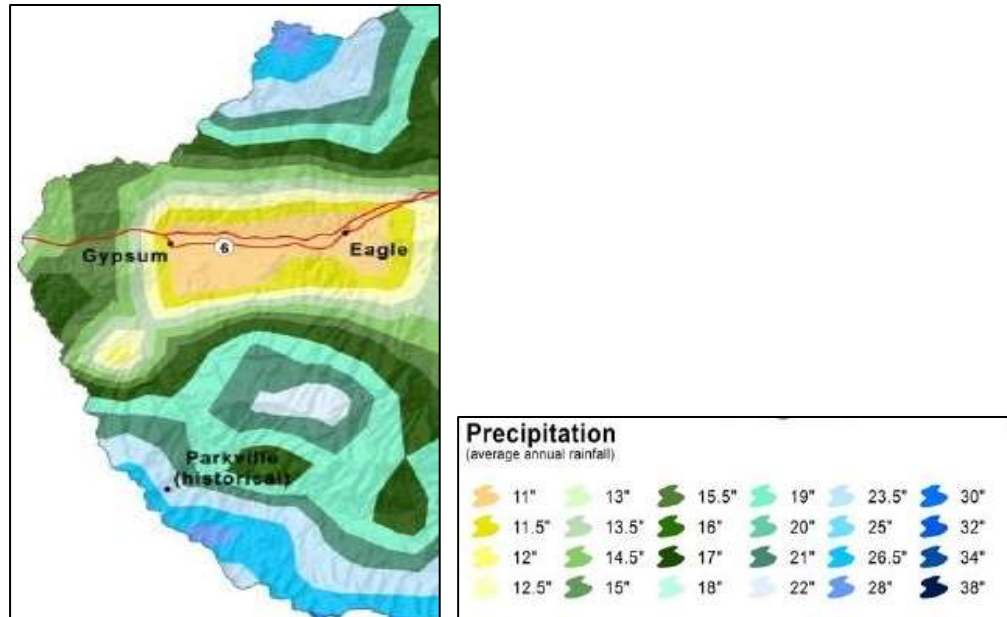 Gypsum
6
Eagle
Parkville
(historical)
Precipitation
(average annual rainfall)
11" 13" 15.5" 19" 23.5" 30"
11.5" 13.5" 16" 20" 25" 32"
12" 14.5" 17" 21" 26.5" 34"
12.5" 15" 18" 22" 28" 38"